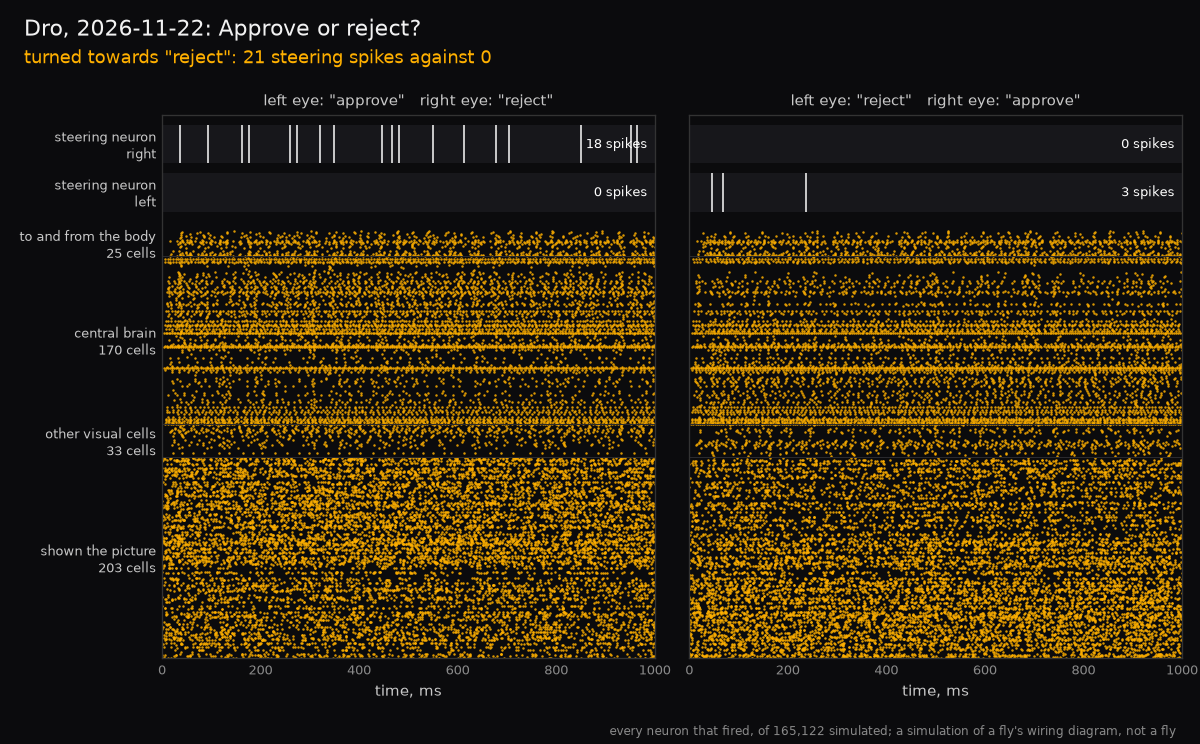 Dro, 2026-11-22: Approve or reject?
turned towards "reject": 21 steering spikes against 0
left eye: "approve"   right eye: "reject"
left eye: "reject"   right eye: "approve"
steering neuron
right
18 spikes
0 spikes
steering neuron
left
0 spikes
3 spikes
to and from the body
25 cells
central brain
170 cells
other visual cells
33 cells
shown the picture
203 cells
0 200 400 600 800 1000
0 200 400 600 800 1000
time, ms
time, ms
every neuron that fired, of 165,122 simulated; a simulation of a fly's wiring diagram, not a fly